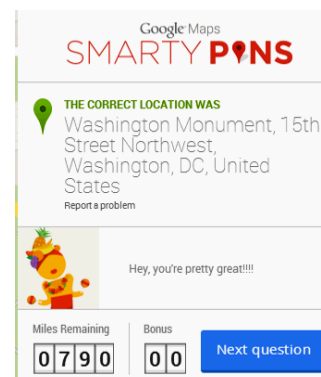 Google Maps
SMARTY PINS
THE CORRECT LOCATION WAS
Washington Monument, 15th
Street Northwest,
Washington, DC, United
States
Report a problem
Hey, you're pretty great!!!!
Miles Remaining
Bonus
0790
00
Next question